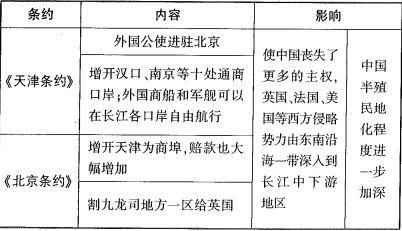 条约
内容
影响
《天津条约》
外国公使进驻北京
增开汉口、南京等十处通商
口岸；外国商船和军舰可以
在长江各口岸自由航行
《北京条约》
增开天津为商埠，赔款也大
幅增加
割九龙司地方一区给英国
使中国丧失了
更多的主权，
英国、法国、美
国等西方侵略
势力由东南沿
海一带深入到
长江中下游
地区
中国
半殖
民地
化程
度进
一步
加深